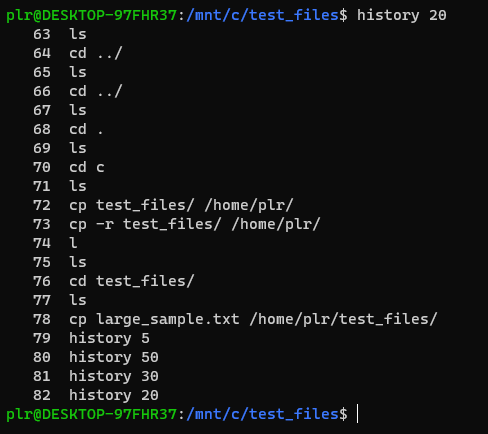 plr@DESKTOP-97FHR37:/mnt/c/test_files$ history 20
63 ls
64 cd ../
65 ls
66 cd ../
67 ls
68 cd .
69 ls
70 cd c
71 ls
72 cp test_files/ /home/plr/
73 cp -r test_files/ /home/plr/
74 l
75 ls
76 cd test_files/
77 ls
78 cp large_sample.txt /home/plr/test_files/
79 history 5
80 history 50
81 history 30
82 history 20
plr@DESKTOP-97FHR37:/mnt/c/test_files$